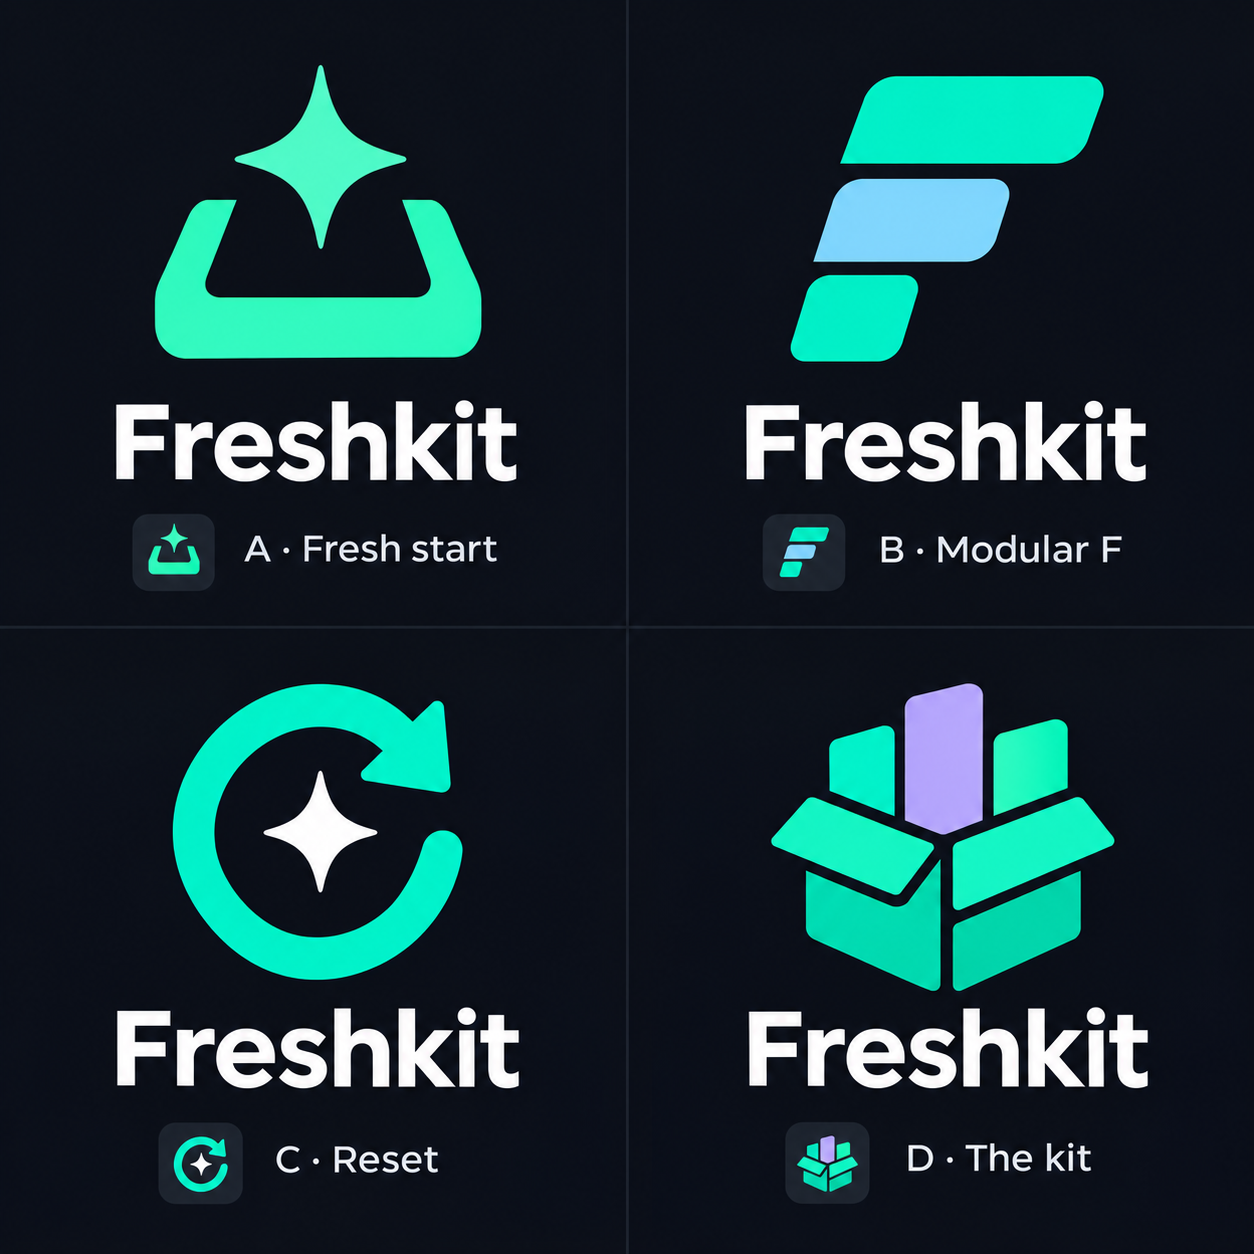 Freshkit
A · Fresh start
Freshkit
B · Modular F
Freshkit
C · Reset
Freshkit
D · The kit